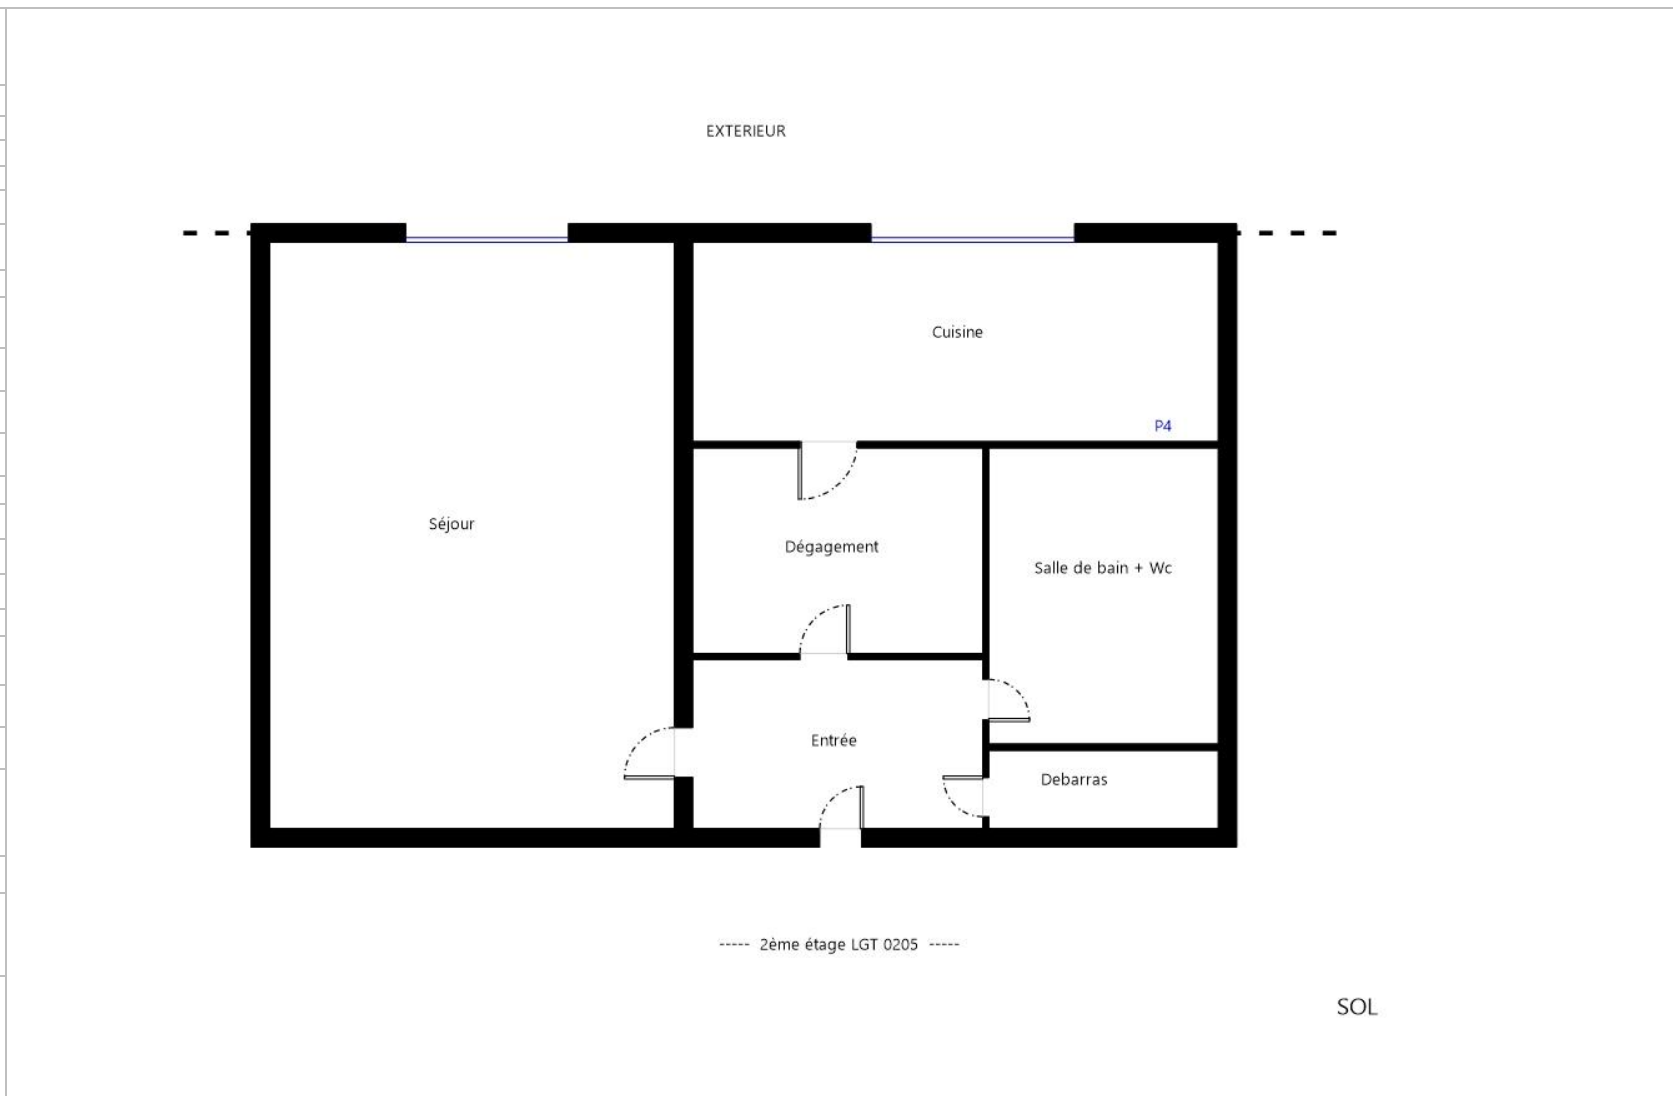 EXTERIEUR
Cuisine
P4
Séjour
Dégagement
Salle de bain + Wc
Entrée
Debarras
----- 2ème étage LGT 0205 -----
SOL